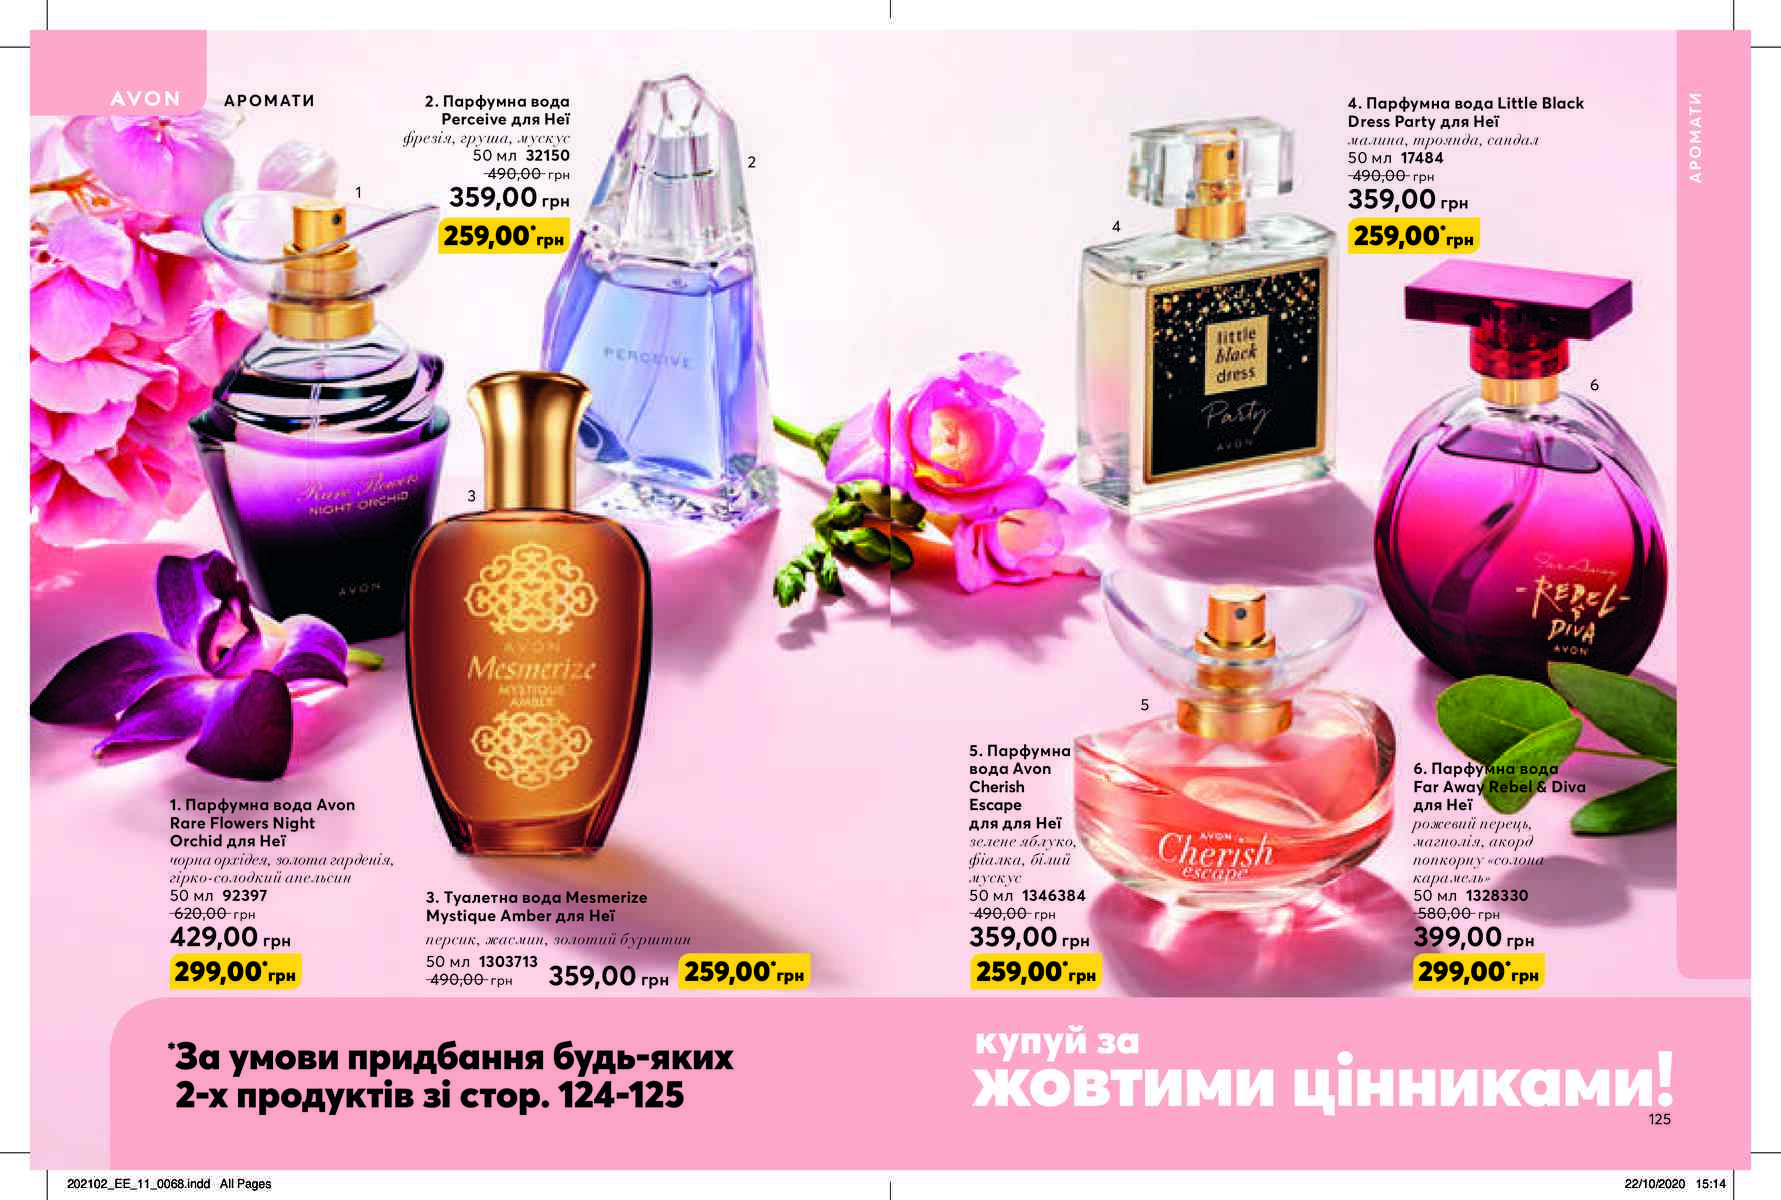 AVON
АРОМАТИ
2. Парфумна вода
Perceive для Неї
фрезія, груша, мускус
50 мл 32150
490,00 грн
359,00 грн
259,00*грн
1
2
PERCEIVE
Rare Flowers
NIGHT ORCHID
AVON
3
AVON
Mesmerize
MYSTIQUE
AMBER
1. Парфумна вода Avon
Rare Flowers Night
Orchid для Неї
чорна орхідея, золота гарденія,
гірко-солодкий апельсин
50 мл 92397
620,00 грн
429,00 грн
299,00*грн
3. Туалетна вода Mesmerize
Mystique Amber для Неї
персик, жасмин, золотий бурштин
50 мл 1303713
490,00 грн
359,00 грн
259,00*грн
4. Парфумна вода Little Black
Dress Party для Неї
малина, троянда, сандал
50 мл 17484
490,00 грн
359,00 грн
259,00*грн
АРОМАТИ
4
little
black
dress
Party
AVON
6
Far Away
REBEL
&
DIVA
AVON
5
AVON
Cherish
escape
5. Парфумна
вода Avon
Cherish
Escape
для для Неї
зелене яблуко,
фіалка, білий
мускус
50 мл 1346384
490,00 грн
359,00 грн
259,00*грн
6. Парфумна вода
Far Away Rebel & Diva
для Неї
рожевий перець,
магнолія, акорд
попкорну «солона
карамель»
50 мл 1328330
580,00 грн
399,00 грн
299,00*грн
*За умови придбання будь-яких
2-х продуктів зі стор. 124-125
купуй за
жовтими цінниками!
125
202102_EE_11_0068.indd All Pages
22/10/2020 15:14